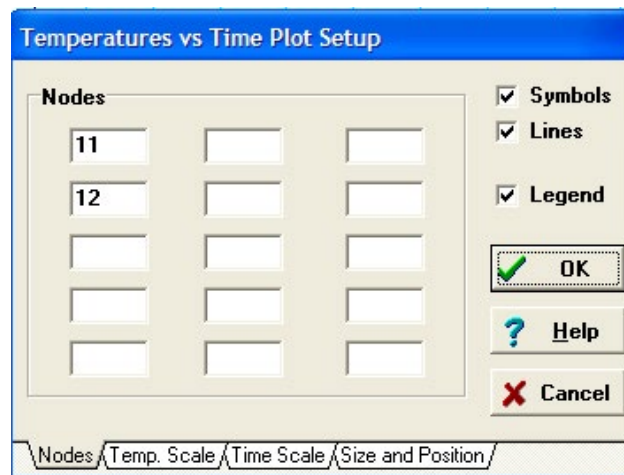 Temperatures vs Time Plot Setup
Nodes
11
12
Symbols
Lines
Legend
OK
Help
Cancel
Nodes
Temp. Scale
Time Scale
Size and Position